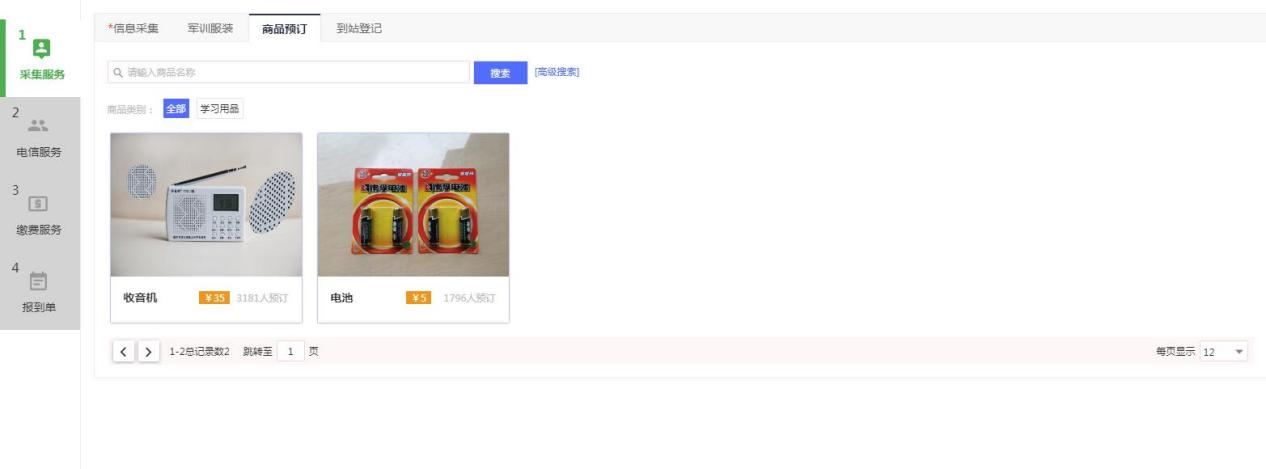 *信息采集 军训服装 商品预订 到站登记
1
采集服务
2
电信服务
3
缴费服务
4
报到单
请输入商品名称 搜索 [高级搜索]
商品类别： 全部 学习用品
收音机 ￥35 3181人预订
电池 ￥5 1796人预订
1-2总记录数2 跳转至 1 页
每页显示 12